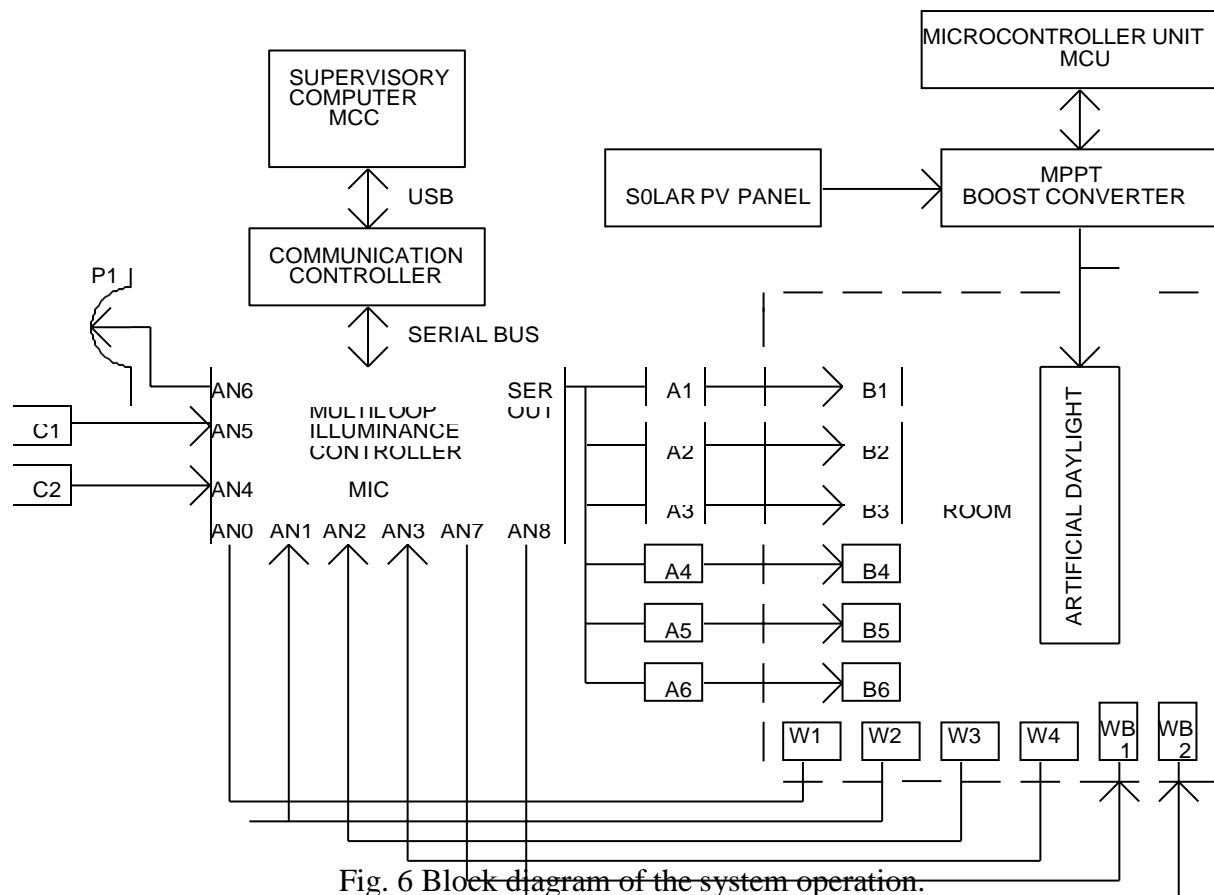 MICROCONTROLLER UNIT
MCU
SUPERVISORY
COMPUTER
MCC
MPPT
BOOST CONVERTER
S0LAR PV PANEL
USB
COMMUNICATION
CONTROLLER
P1
SERIAL BUS
AN6
SER
OUT
A1
B1
MULTILOOP
ILLUMINANCE
CONTROLLER
C1
AN5
A2
B2
C2
AN4
MIC
A3
B3
ROOM
ARTIFICIAL DAYLIGHT
AN0 AN1 AN2 AN3 AN7 AN8
A4
B4
A5
B5
A6
B6
W1
W2
W3
W4
WB
1
WB
2
Fig. 6 Block diagram of the system operation.